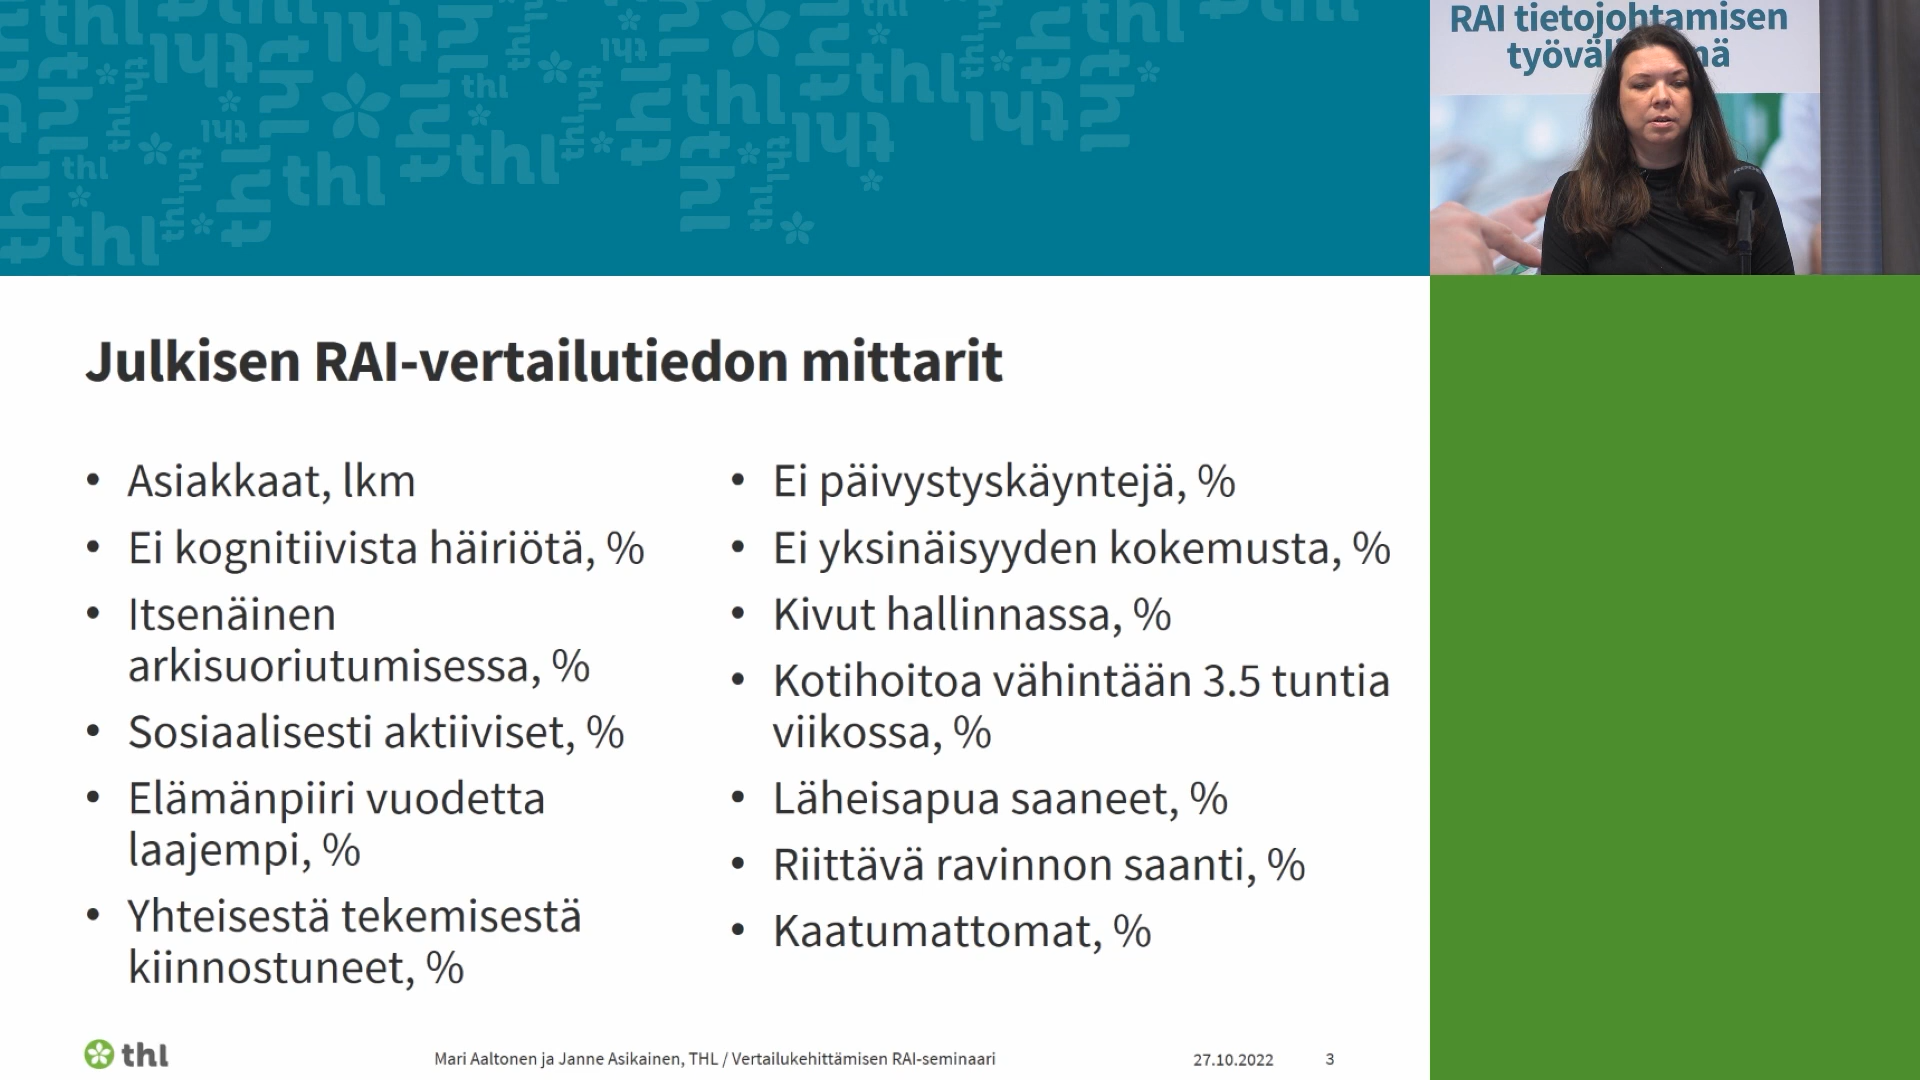 RAI tietojohtamisen
Julkisen RAI-vertailutiedon mittarit
• Asiakkaat, lkm
• Ei kognitiivista häiriötä, %
• Itsenäinen
arkisuoriutumisessa, %
• Sosiaalisesti aktiiviset, %
• Elämänpiiri vuodetta
laajempi, %
• Yhteisestä tekemisestä
kiinnostuneet, %
• Ei päivystyskäyntejä, %
• Ei yksinäisyyden kokemusta, %
• Kivut hallinnassa, %
• Kotihoitoa vähintään 3.5 tuntia
viikossa, %
• Läheisapua saaneet, %
• Riittävä ravinnon saanti, %
• Kaatumattomat, %
thl
Mari Aaltonen ja Janne Asikainen, THL / Vertailukehittämisen RAI-seminaari
27.10.2022
3